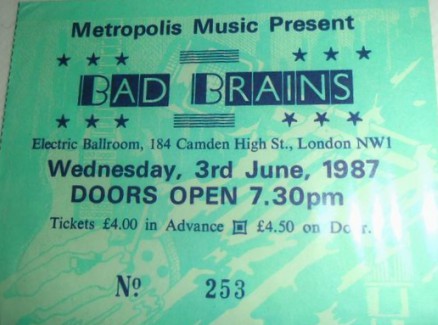 Metropolis Music Present
BAD BRAINS
Electric Ballroom, 184 Camden High St., London NW1
Wednesday, 3rd June, 1987
DOORS OPEN 7.30pm
Tickets £4.00 in Advance £4.50 on Door.
Nº 253